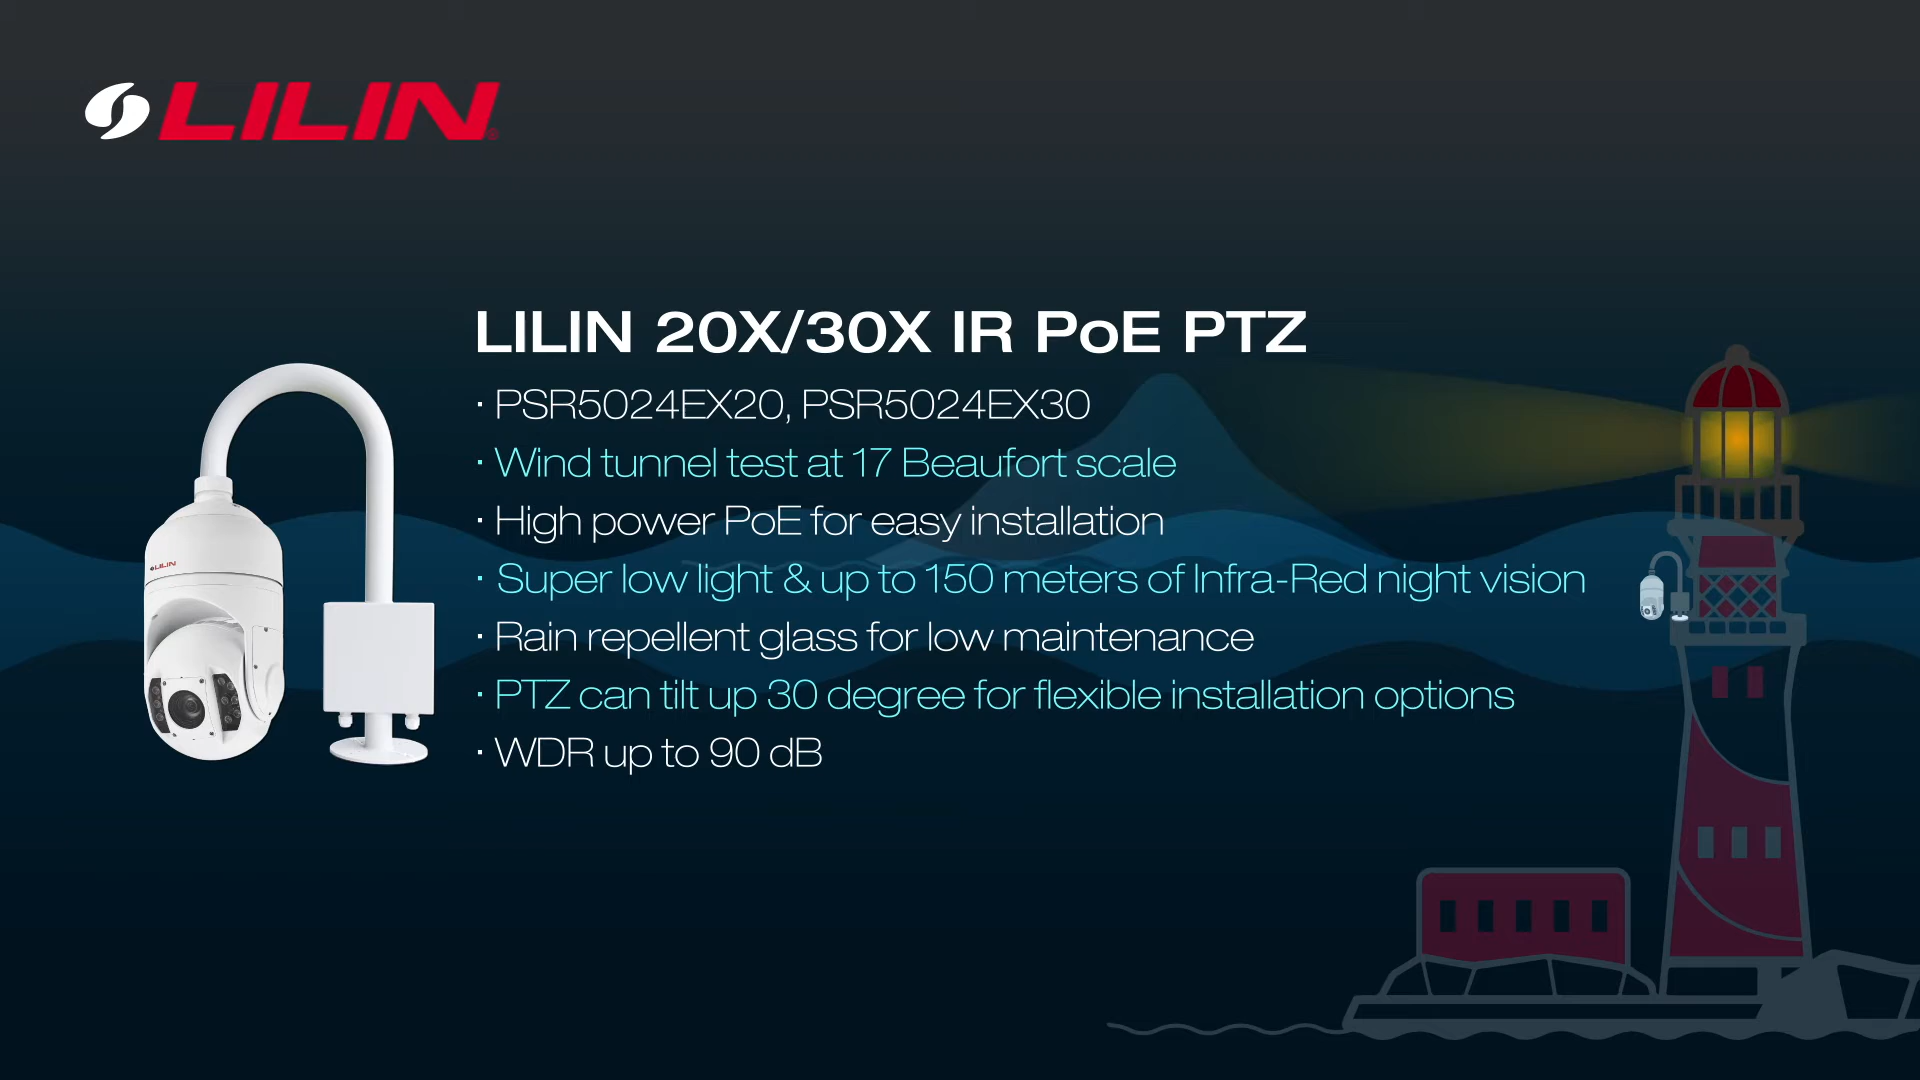 LILIN®
LILIN 20X/30X IR PoE PTZ
· PSR5024EX20, PSR5024EX30
· Wind tunnel test at 17 Beaufort scale
· High power PoE for easy installation
· Super low light & up to 150 meters of Infra-Red night vision
· Rain repellent glass for low maintenance
· PTZ can tilt up 30 degree for flexible installation options
· WDR up to 90 dB
LILIN